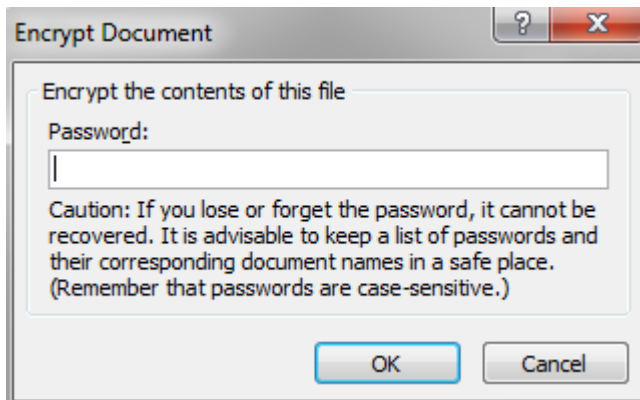 Encrypt Document
Encrypt the contents of this file
Password:
Caution: If you lose or forget the password, it cannot be
recovered. It is advisable to keep a list of passwords and
their corresponding document names in a safe place.
(Remember that passwords are case-sensitive.)
OK Cancel